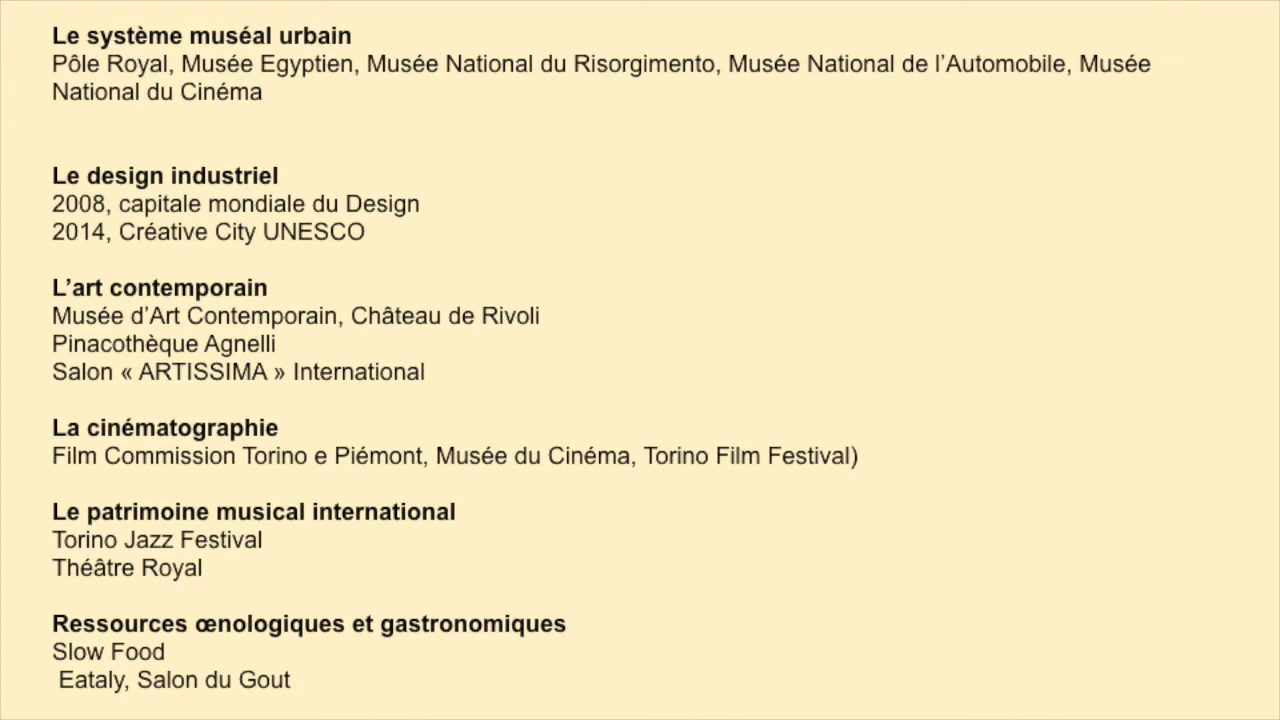 Le système muséal urbain
Pôle Royal, Musée Egyptien, Musée National du Risorgimento, Musée National de l’Automobile, Musée
National du Cinéma
Le design industriel
2008, capitale mondiale du Design
2014, Créative City UNESCO
L’art contemporain
Musée d’Art Contemporain, Château de Rivoli
Pinacothèque Agnelli
Salon « ARTISSIMA » International
La cinématographie
Film Commission Torino e Piémont, Musée du Cinéma, Torino Film Festival)
Le patrimoine musical international
Torino Jazz Festival
Théâtre Royal
Ressources œnologiques et gastronomiques
Slow Food
Eataly, Salon du Gout